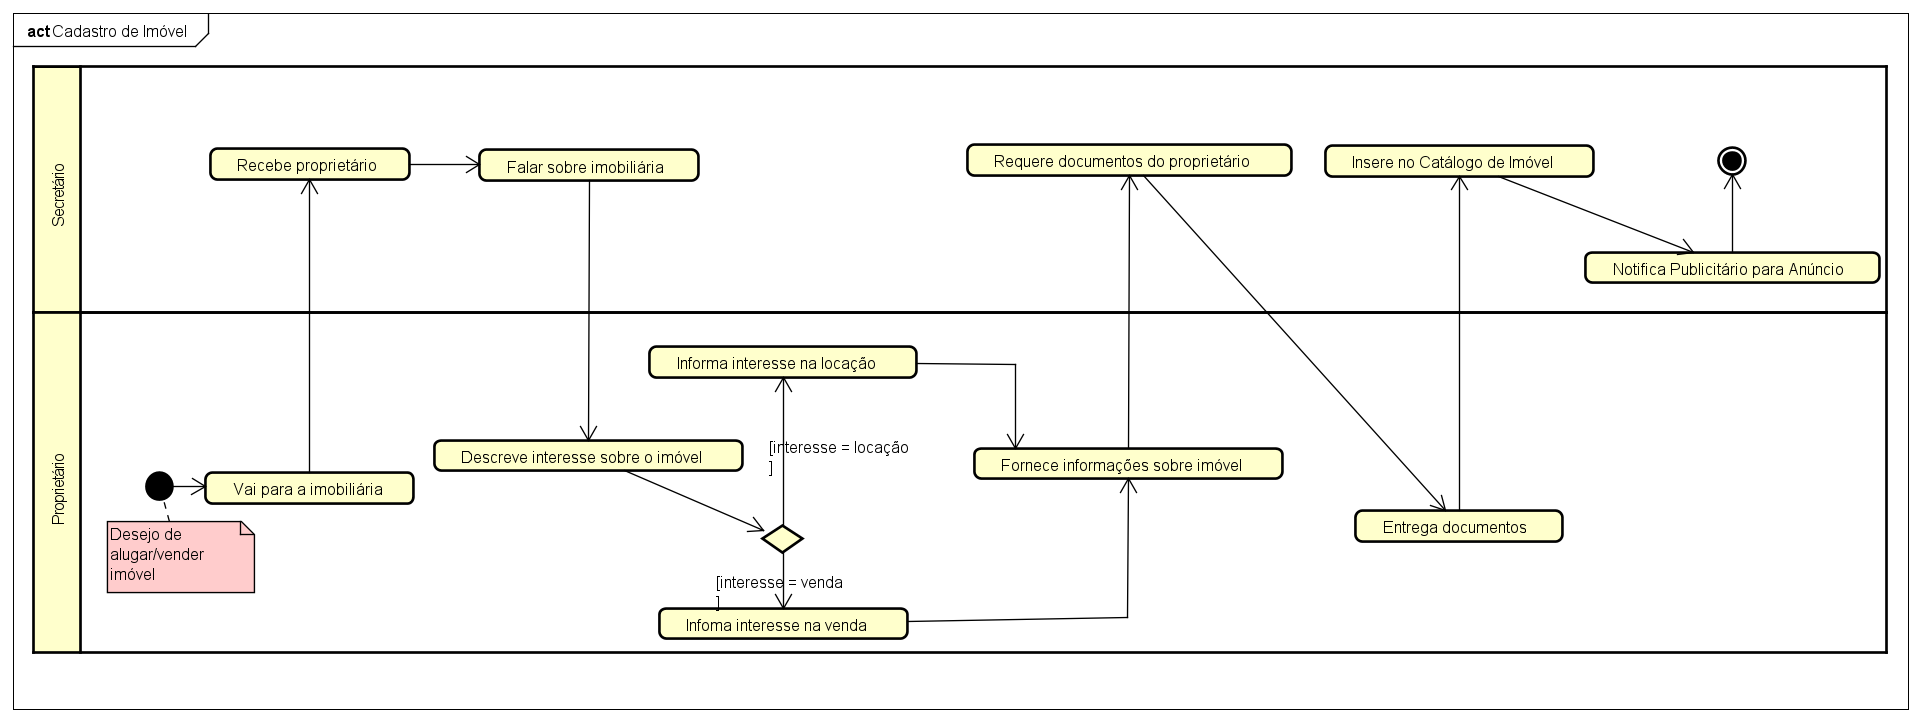 act Cadastro de Imóvel
Secretário
Recebe proprietário
Falar sobre imobiliária
Requere documentos do proprietário
Insere no Catálogo de Imóvel
Notifica Publicitário para Anúncio
Proprietário
Desejo de
alugar/vender
imóvel
Vai para a imobiliária
Descreve interesse sobre o imóvel
Informa interesse na locação
[interesse = locação
]
[interesse = venda
]
Infoma interesse na venda
Fornece informações sobre imóvel
Entrega documentos